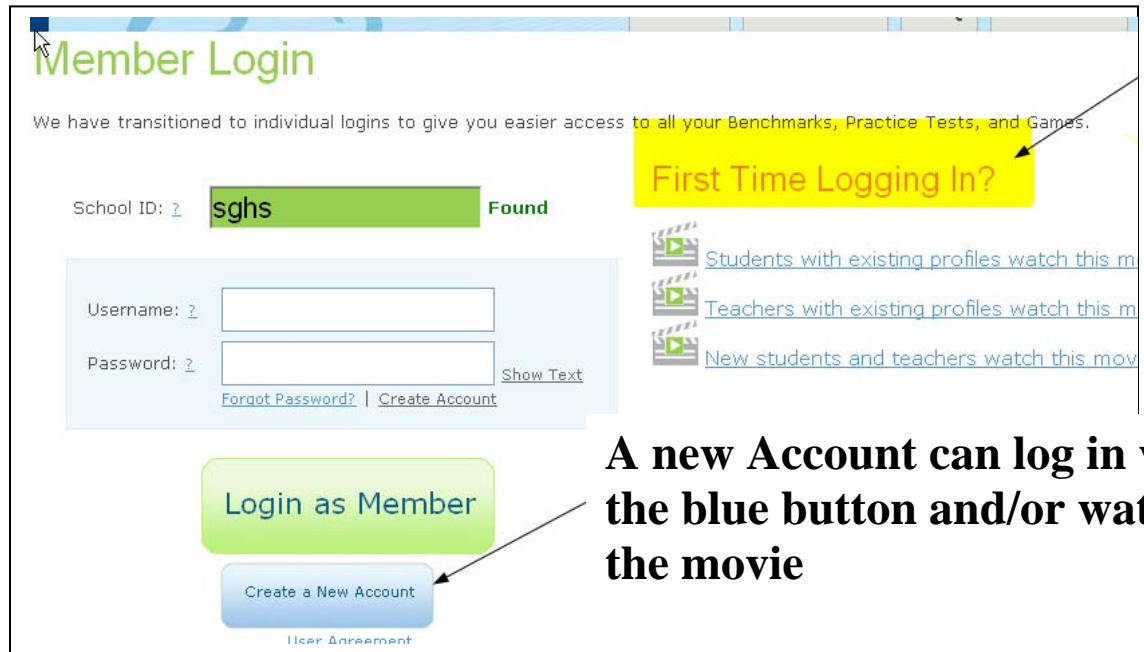 Member Login
We have transitioned to individual logins to give you easier access to all your Benchmarks, Practice Tests, and Games.
First Time Logging In?
School ID: ? sghs Found
Students with existing profiles watch this m
Username: ?
Teachers with existing profiles watch this m
Password: ? Show Text
New students and teachers watch this mov
Forgot Password? | Create Account
A new Account can log in
the blue button and/or wat
the movie
Login as Member
Create a New Account
User Agreement